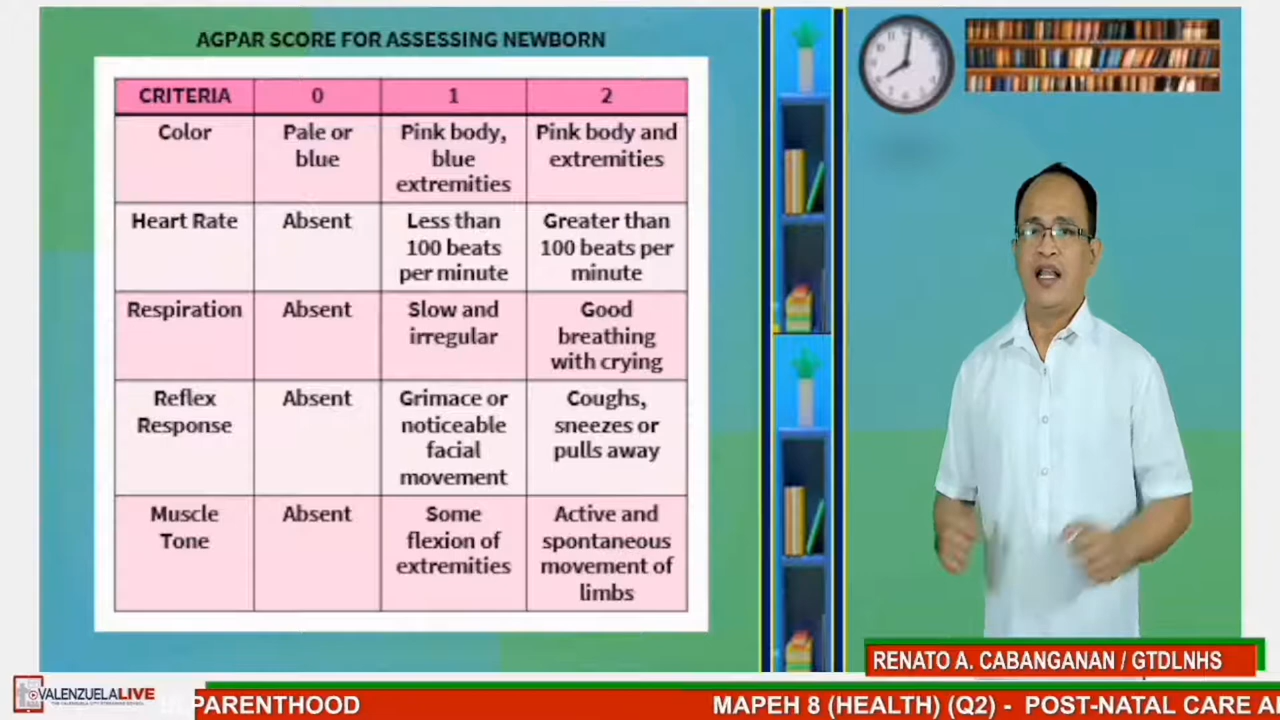 AGPAR SCORE FOR ASSESSING NEWBORN
CRITERIA 0 1 2
Color
Pale or
blue
Pink body,
blue
extremities
Pink body and
extremities
Heart Rate
Absent
Less than
100 beats
per minute
Greater than
100 beats per
minute
Respiration
Absent
Slow and
irregular
Good
breathing
with crying
Reflex
Response
Absent
Grimace or
noticeable
facial
movement
Coughs,
sneezes or
pulls away
Muscle
Tone
Absent
Some
flexion of
extremities
Active and
spontaneous
movement of
limbs
RENATO A. CABANGANAN / GTDLNHS
VALENZUELALIVE
PARENTHOOD
MAPEH 8 (HEALTH) (Q2) - POST-NATAL CARE A